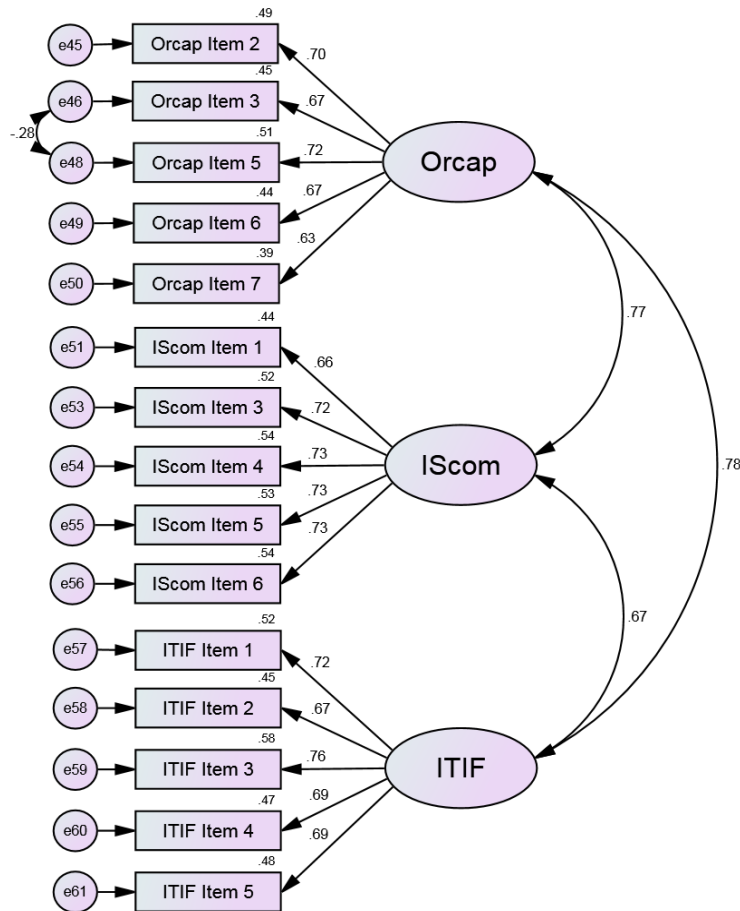 .49
e45 Orcap Item 2
.70
.45
e46 Orcap Item 3
.67
-.28
.51
e48 Orcap Item 5
.72
Orcap
.67
.44
e49 Orcap Item 6
.63
.39
e50 Orcap Item 7
.77
.44
e51 IScom Item 1
.66
.52
e53 IScom Item 3
.72
.54
e54 IScom Item 4
.73
IScom
.78
.73
.53
e55 IScom Item 5
.73
.54
e56 IScom Item 6
.67
.52
e57 ITIF Item 1
.72
.45
e58 ITIF Item 2
.67
.58
e59 ITIF Item 3
.76
ITIF
.69
.47
e60 ITIF Item 4
.69
.48
e61 ITIF Item 5